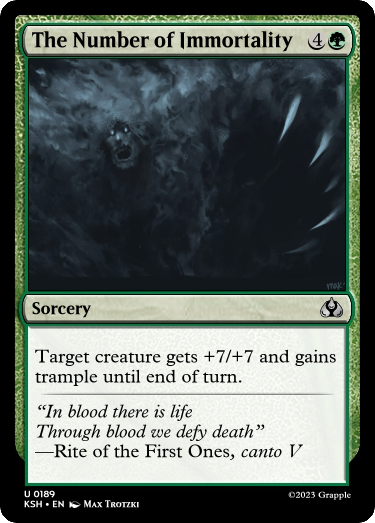 The Number of Immortality 4
Sorcery
Target creature gets +7/+7 and gains
trample until end of turn.
“In blood there is life
Through blood we defy death”
—Rite of the First Ones, canto V
U 0189
KSH • EN Max Trotzki
©2023 Grapple